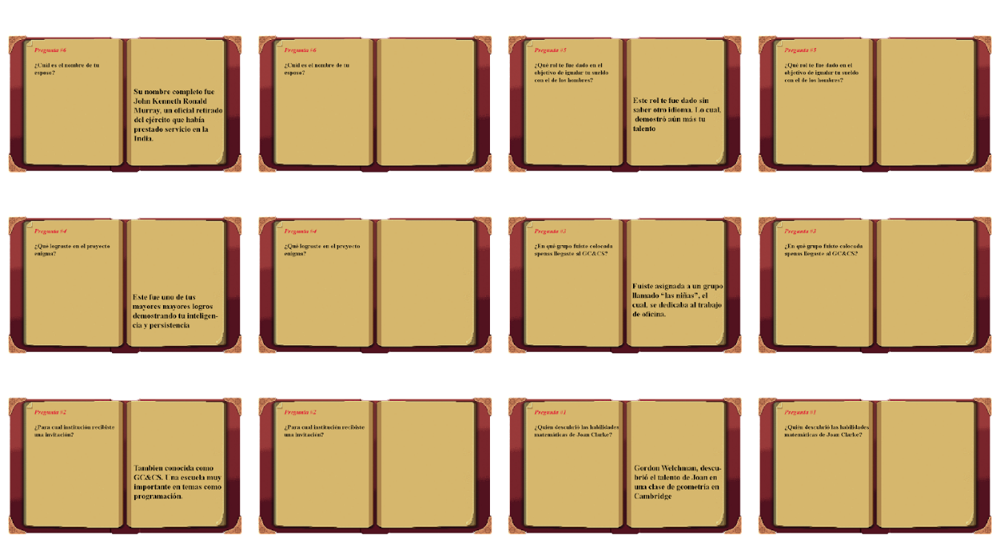 Pregunta #6
¿Cuál es el nombre de tu
esposo?
Su nombre completo fue
John Kenneth Ronald
Murray, un oficial retirado
del ejército que había
prestado servicio en la
India.
Pregunta #6
¿Cuál es el nombre de tu
esposo?
Pregunta #5
¿Qué rol te fue dado en el
objetivo de igualar tu sueldo
con el de los hombres?
Este rol te fue dado sin
saber otro idioma. Lo cual,
demostró aún más tu
talento
Pregunta #5
¿Qué rol te fue dado en el
objetivo de igualar tu sueldo
con el de los hombres?
Pregunta #4
¿Qué lograste en el proyecto
enigma?
Este fue uno de tus
mayores mayores logros
demostrando tu inteligen-
cia y persistencia
Pregunta #4
¿Qué lograste en el proyecto
enigma?
Pregunta #3
¿En qué grupo fuiste colocada
apenas llegaste al GC&CS?
Fuiste asignada a un grupo
llamado “las niñas”, el
cual, se dedicaba al trabajo
de oficina.
Pregunta #3
¿En qué grupo fuiste colocada
apenas llegaste al GC&CS?
Pregunta #2
¿Para cual institución recibiste
una invitación?
Tambien conocida como
GC&CS. Una escuela muy
importante en temas como
programación.
Pregunta #2
¿Para cual institución recibiste
una invitación?
Pregunta #1
¿Quién descubrió las habilidades
matemáticas de Joan Clarke?
Gordon Welchman, descu-
brió el talento de Joan en
una clase de geometría en
Cambridge
Pregunta #1
¿Quién descubrió las habilidades
matemáticas de Joan Clarke?